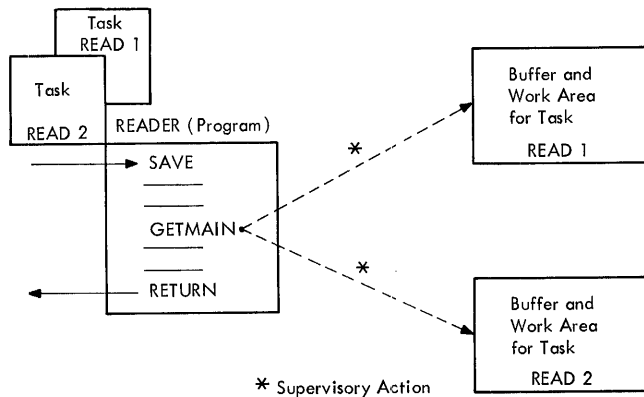 Task
READ 1
Task
READ 2
READER (Program)
SAVE
GETMAIN
RETURN
*
*
Buffer and
Work Area
for Task
READ 1
Buffer and
Work Area
for Task
READ 2
* Supervisory Action